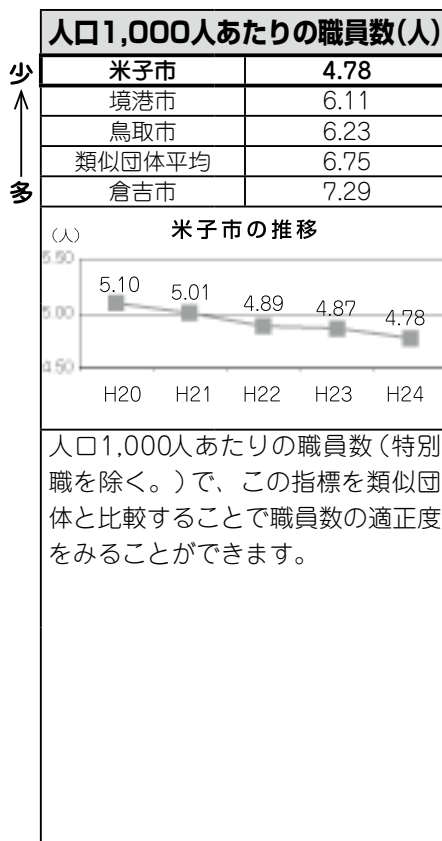 人口1,000人あたりの職員数(人)
少
多
米子市 4.78
境港市 6.11
鳥取市 6.23
類似団体平均 6.75
倉吉市 7.29
(人) 米子市の推移
5.50
5.00
4.50
5.10 5.01 4.89 4.87 4.78
H20 H21 H22 H23 H24
人口1,000人あたりの職員数(特別
職を除く。)で、この指標を類似団
体と比較することで職員数の適正度
をみることができます。